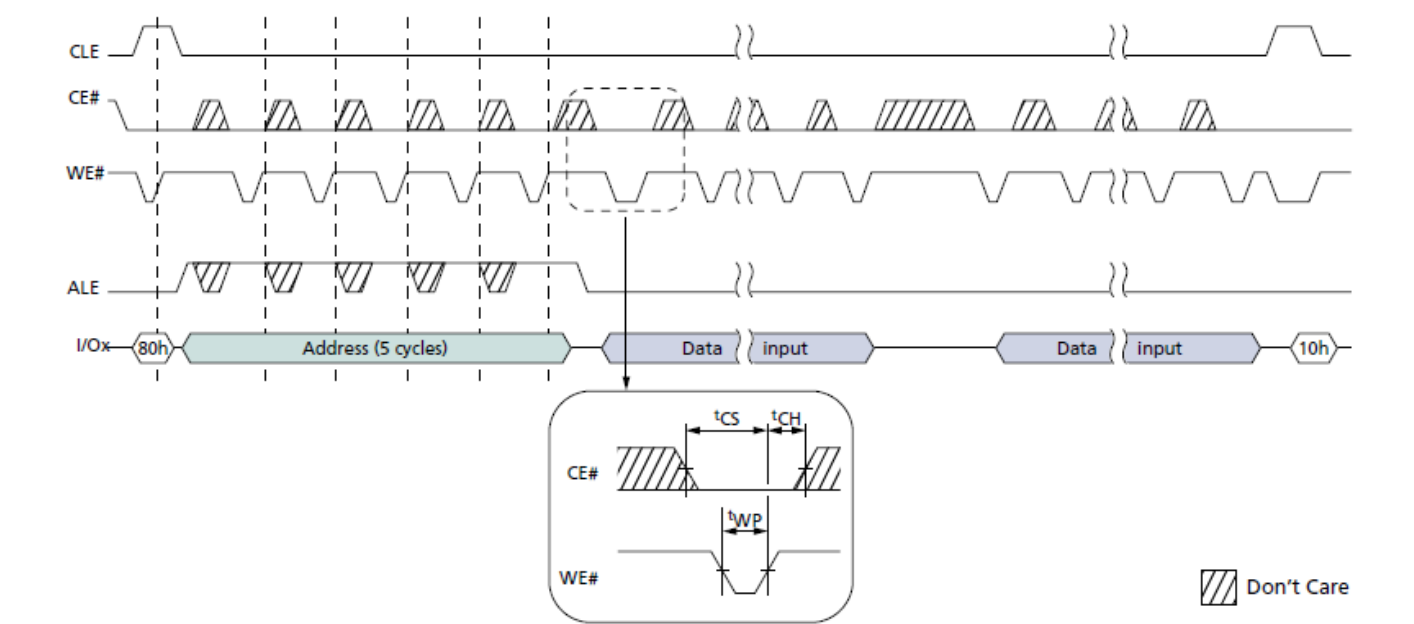 CLE
CE#
WE#
ALE
I/Ox 80h Address (5 cycles) Data input Data input 10h
tCS tCH
CE#
tWP
WE#
Don't Care